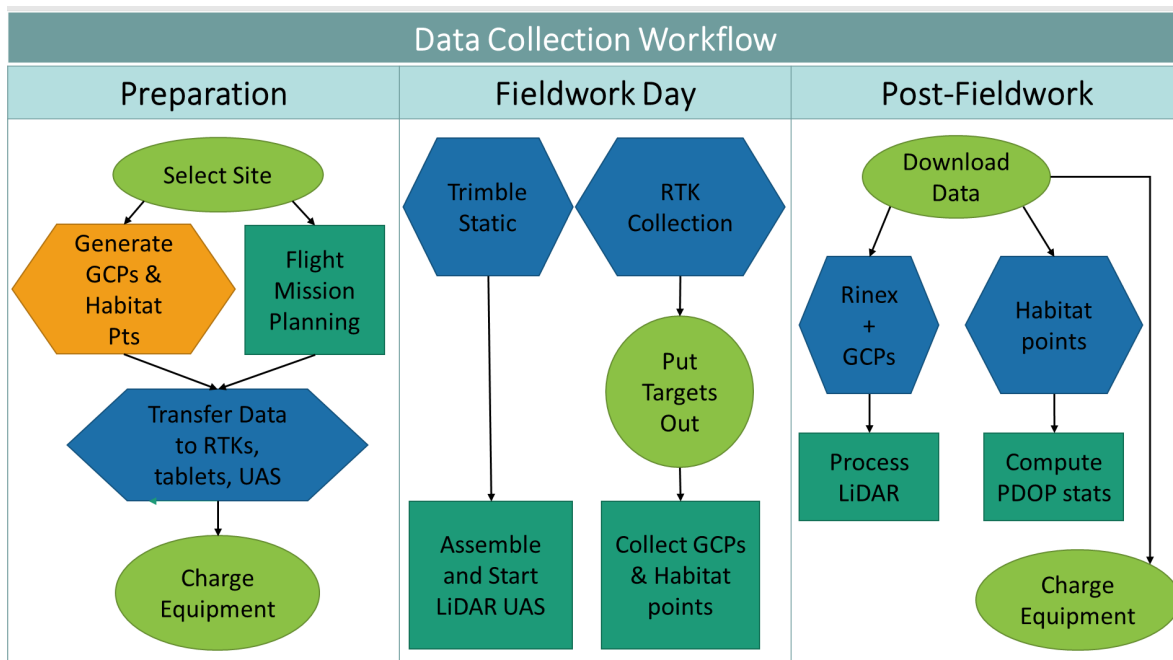 Data Collection Workflow
Preparation
Select Site
Generate
GCPs &
Habitat
Pts
Flight
Mission
Planning
Transfer Data
to RTKs,
tablets, UAS
Charge
Equipment
Fieldwork Day
Trimble
Static
Assemble
and Start
LiDAR UAS
RTK
Collection
Put
Targets
Out
Collect GCPs
& Habitat
points
Post-Fieldwork
Download
Data
Rinex
+
GCPs
Process
LiDAR
Habitat
points
Compute
PDOP stats
Charge
Equipment